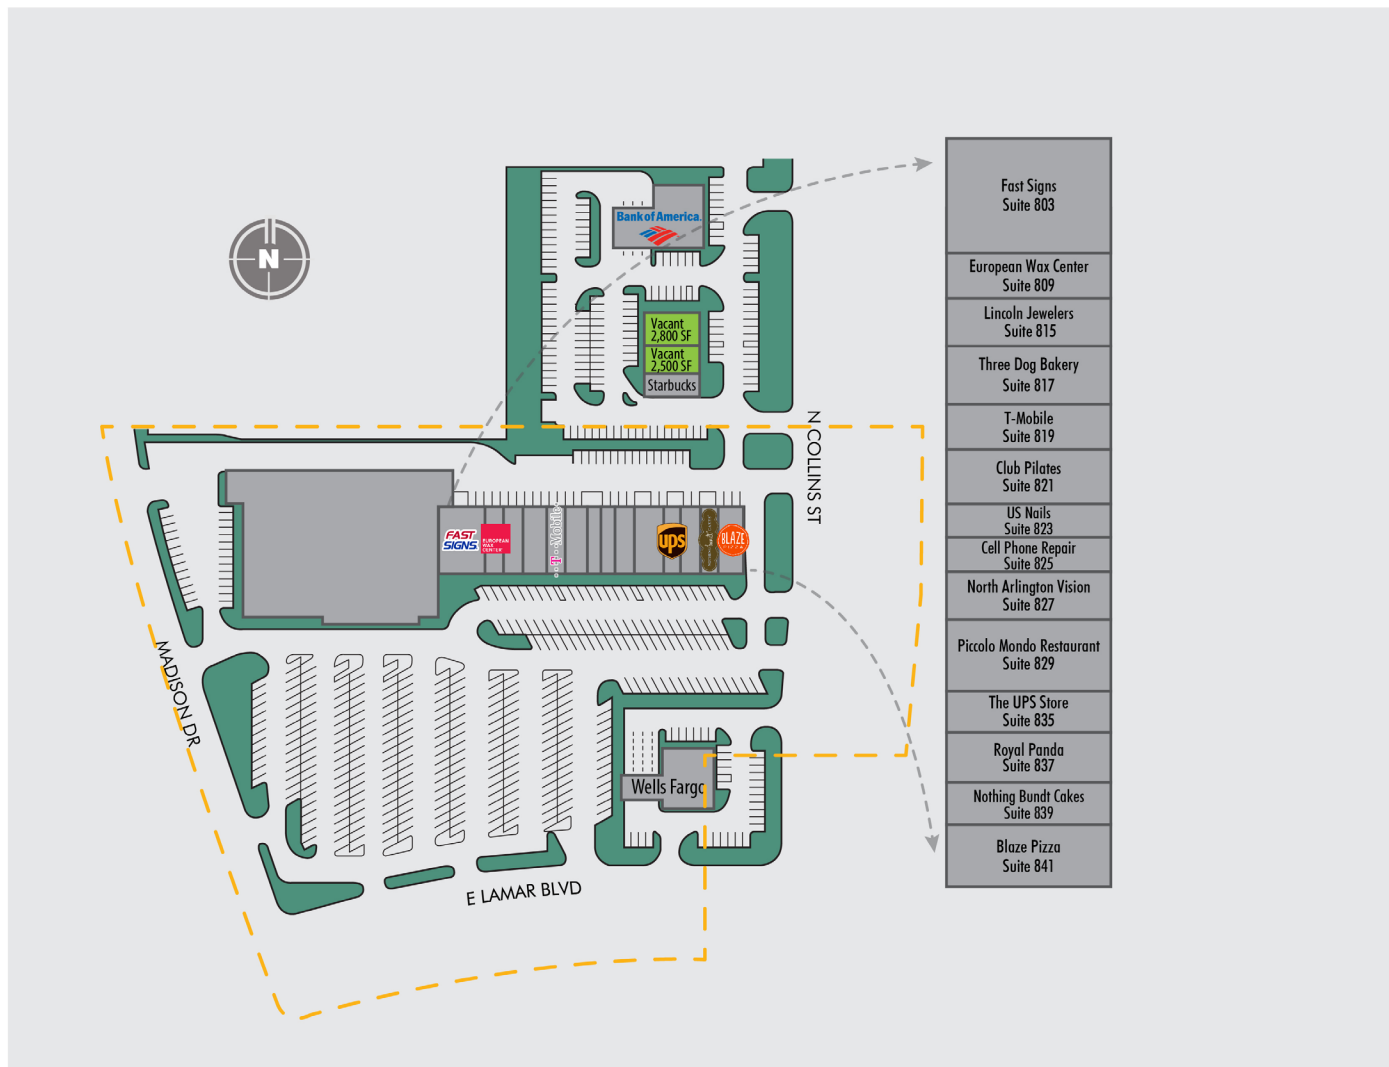 N
Bank of America.
Vacant
2,800 SF
Vacant
2,500 SF
Starbucks
N COLLINS ST
FAST
SIGNS.
EUROPEAN
WAX
CENTER
T Mobile
ups
BLAZE
PIZZA
MADISON DR
Wells Fargo
E LAMAR BLVD
Fast Signs
Suite 803
European Wax Center
Suite 809
Lincoln Jewelers
Suite 815
Three Dog Bakery
Suite 817
T-Mobile
Suite 819
Club Pilates
Suite 821
US Nails
Suite 823
Cell Phone Repair
Suite 825
North Arlington Vision
Suite 827
Piccolo Mondo Restaurant
Suite 829
The UPS Store
Suite 835
Royal Panda
Suite 837
Nothing Bundt Cakes
Suite 839
Blaze Pizza
Suite 841